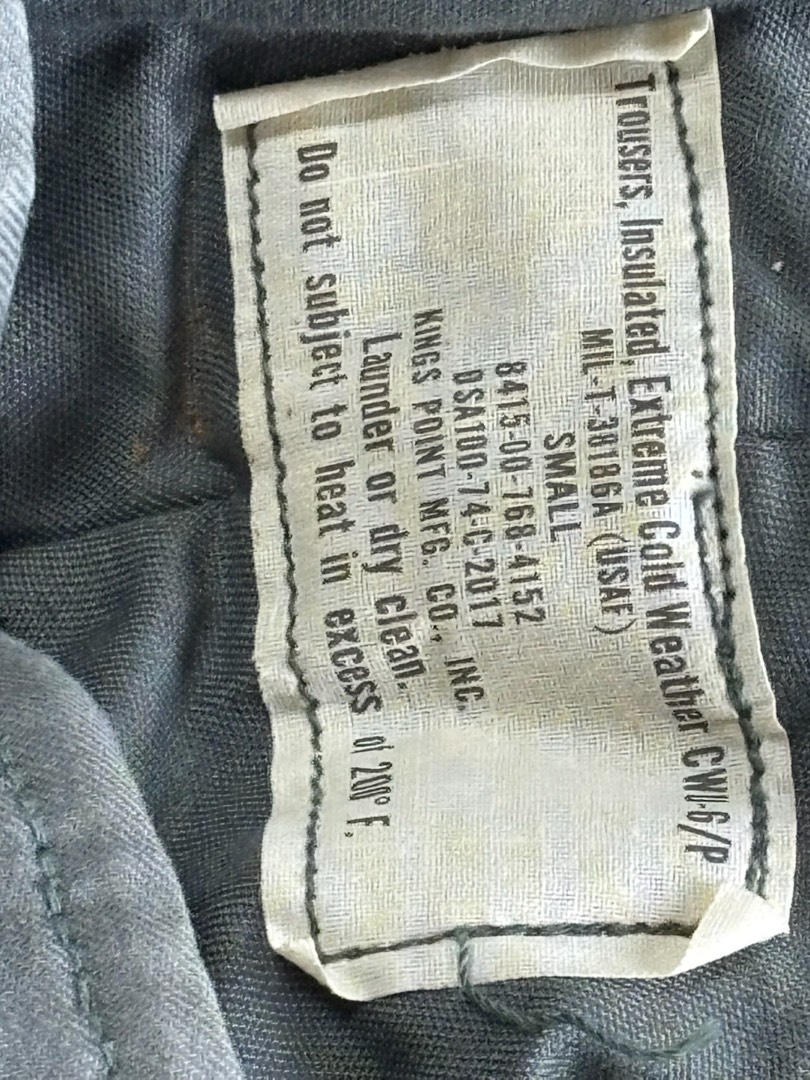 Trousers, Insulated, Extreme Cold Weather CWU-6/P
MIL-T-38186A (USAF)
SMALL
8415-00-768-4152
DSA100-74-C-2017
KINGS POINT MFG. CO., INC.
Launder or dry clean.
Do not subject to heat in excess of 200° F.